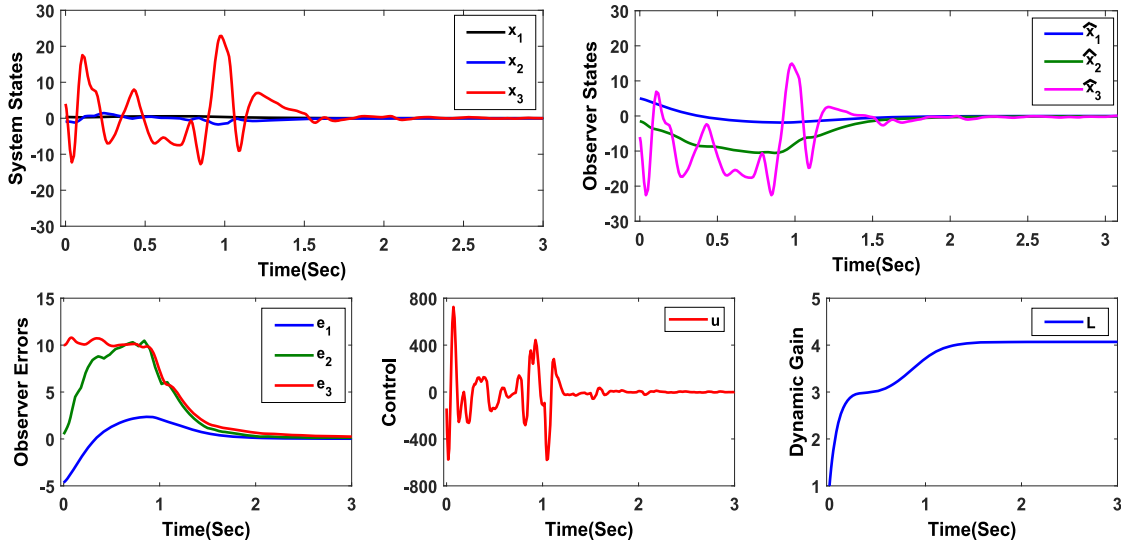 System States
30
20
10
0
-10
-20
-30
0
0.5
1
1.5
2
2.5
3
Time(Sec)
x₁
x₂
x₃
Observer States
30
20
10
0
-10
-20
-30
0
0.5
1
1.5
2
2.5
3
Time(Sec)
x̂₁
x̂₂
x̂₃
Observer Errors
15
10
5
0
-5
0
1
2
3
Time(Sec)
e₁
e₂
e₃
Control
800
400
0
-400
-800
0
1
2
3
Time(Sec)
u
Dynamic Gain
5
4
3
2
1
0
1
2
3
Time(Sec)
L